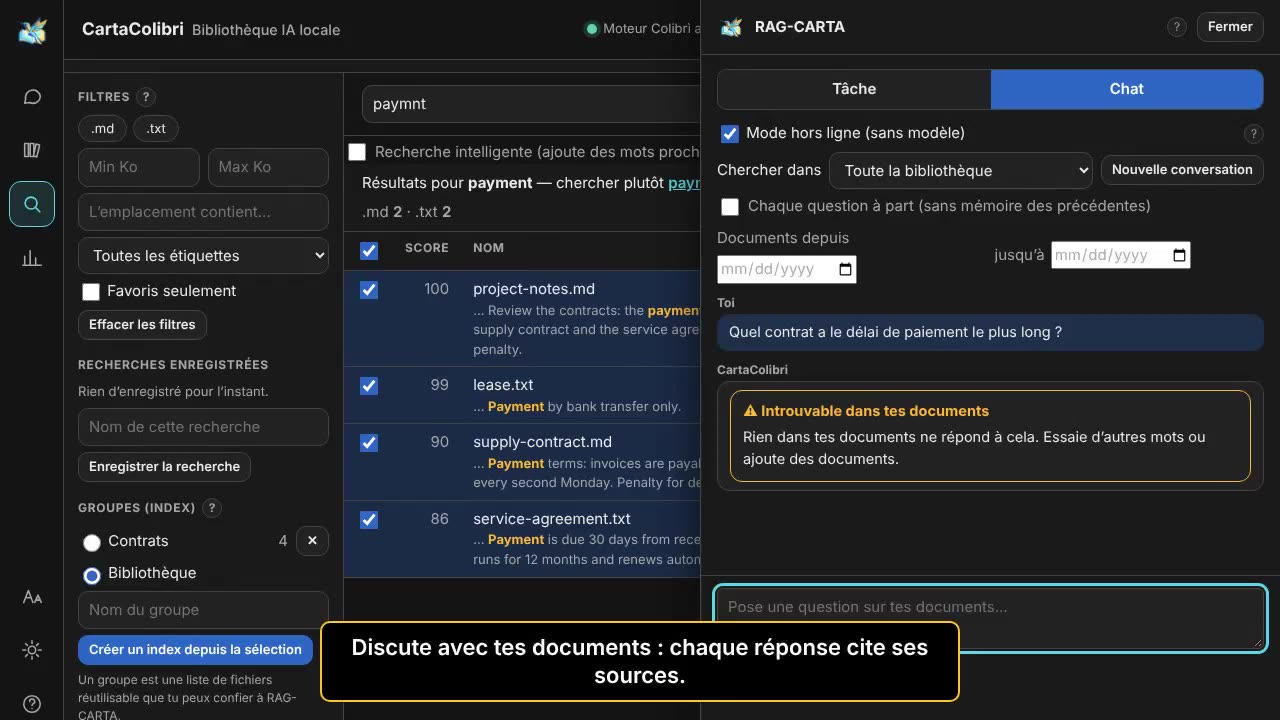 CartaColibri Bibliothèque IA locale
Moteur Colibri a
FILTRES ?
.md .txt
Min Ko Max Ko
L'emplacement contient…
Toutes les étiquettes
Favoris seulement
Effacer les filtres
RECHERCHES ENREGISTRÉES
Rien d'enregistré pour l'instant.
Nom de cette recherche
Enregistrer la recherche
GROUPES (INDEX) ?
Contrats 4 ✕
Bibliothèque
Nom du groupe
Créer un index depuis la sélection
Un groupe est une liste de fichiers
réutilisable que tu peux confier à RAG-
CARTA.
paymnt
Recherche intelligente (ajoute des mots proch
Résultats pour payment — chercher plutôt payr
.md 2 · .txt 2
SCORE NOM
100 project-notes.md
... Review the contracts: the paymen
supply contract and the service agre
penalty.
99 lease.txt
... Payment by bank transfer only.
90 supply-contract.md
... Payment terms: invoices are payal
every second Monday. Penalty for de
86 service-agreement.txt
... Payment is due 30 days from rece
runs for 12 months and renews auton
RAG-CARTA ? Fermer
Tâche Chat
Mode hors ligne (sans modèle) ?
Chercher dans Toute la bibliothèque Nouvelle conversation
Chaque question à part (sans mémoire des précédentes)
Documents depuis
mm/dd/yyyy jusqu'à mm/dd/yyyy
Toi
Quel contrat a le délai de paiement le plus long ?
CartaColibri
⚠ Introuvable dans tes documents
Rien dans tes documents ne répond à cela. Essaie d'autres mots ou
ajoute des documents.
Pose une question sur tes documents…
Discute avec tes documents : chaque réponse cite ses
sources.